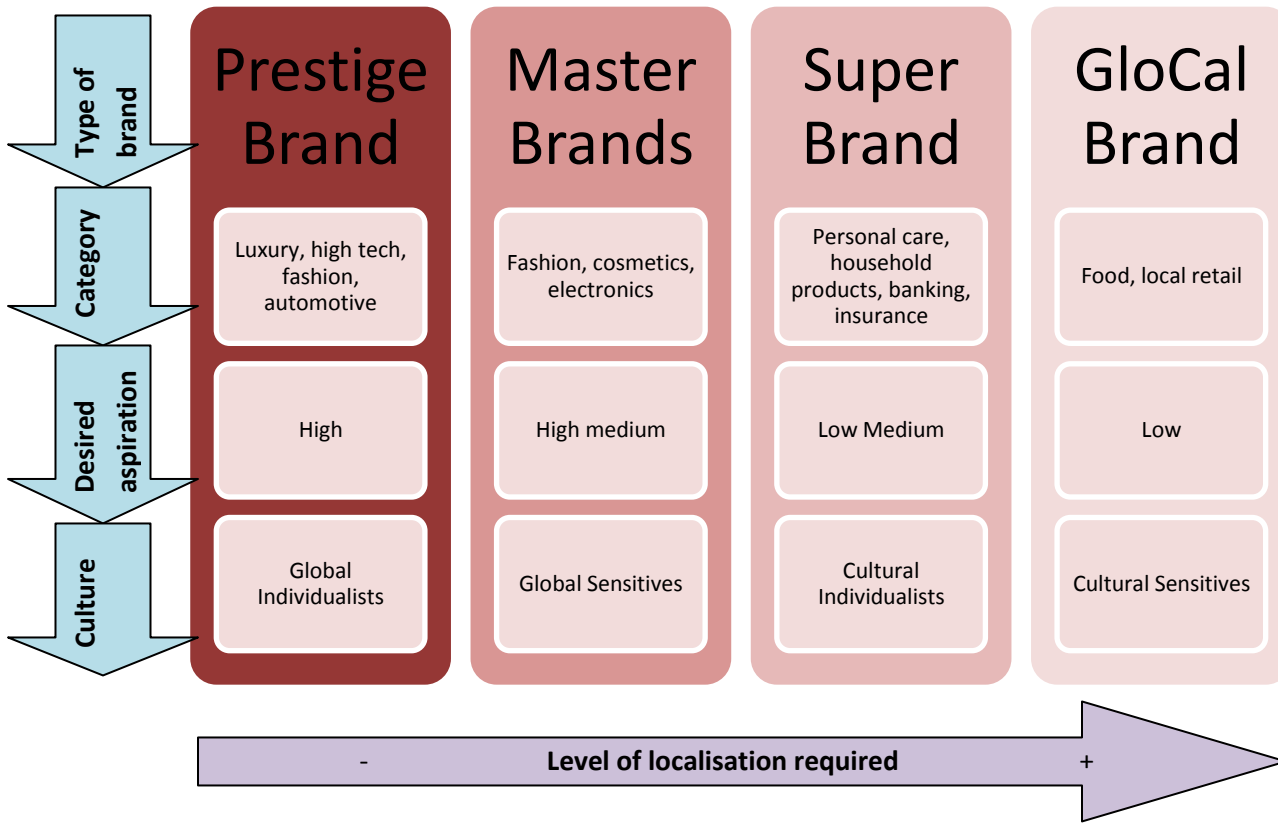 Type of
brand
Prestige
Brand
Master
Brands
Super
Brand
GloCal
Brand
Category
Luxury, high tech,
fashion,
automotive
Fashion, cosmetics,
electronics
Personal care,
household
products, banking,
insurance
Food, local retail
Desired
aspiration
High
High medium
Low Medium
Low
Culture
Global
Individualists
Global Sensitives
Cultural
Individualists
Cultural Sensitives
- Level of localisation required +